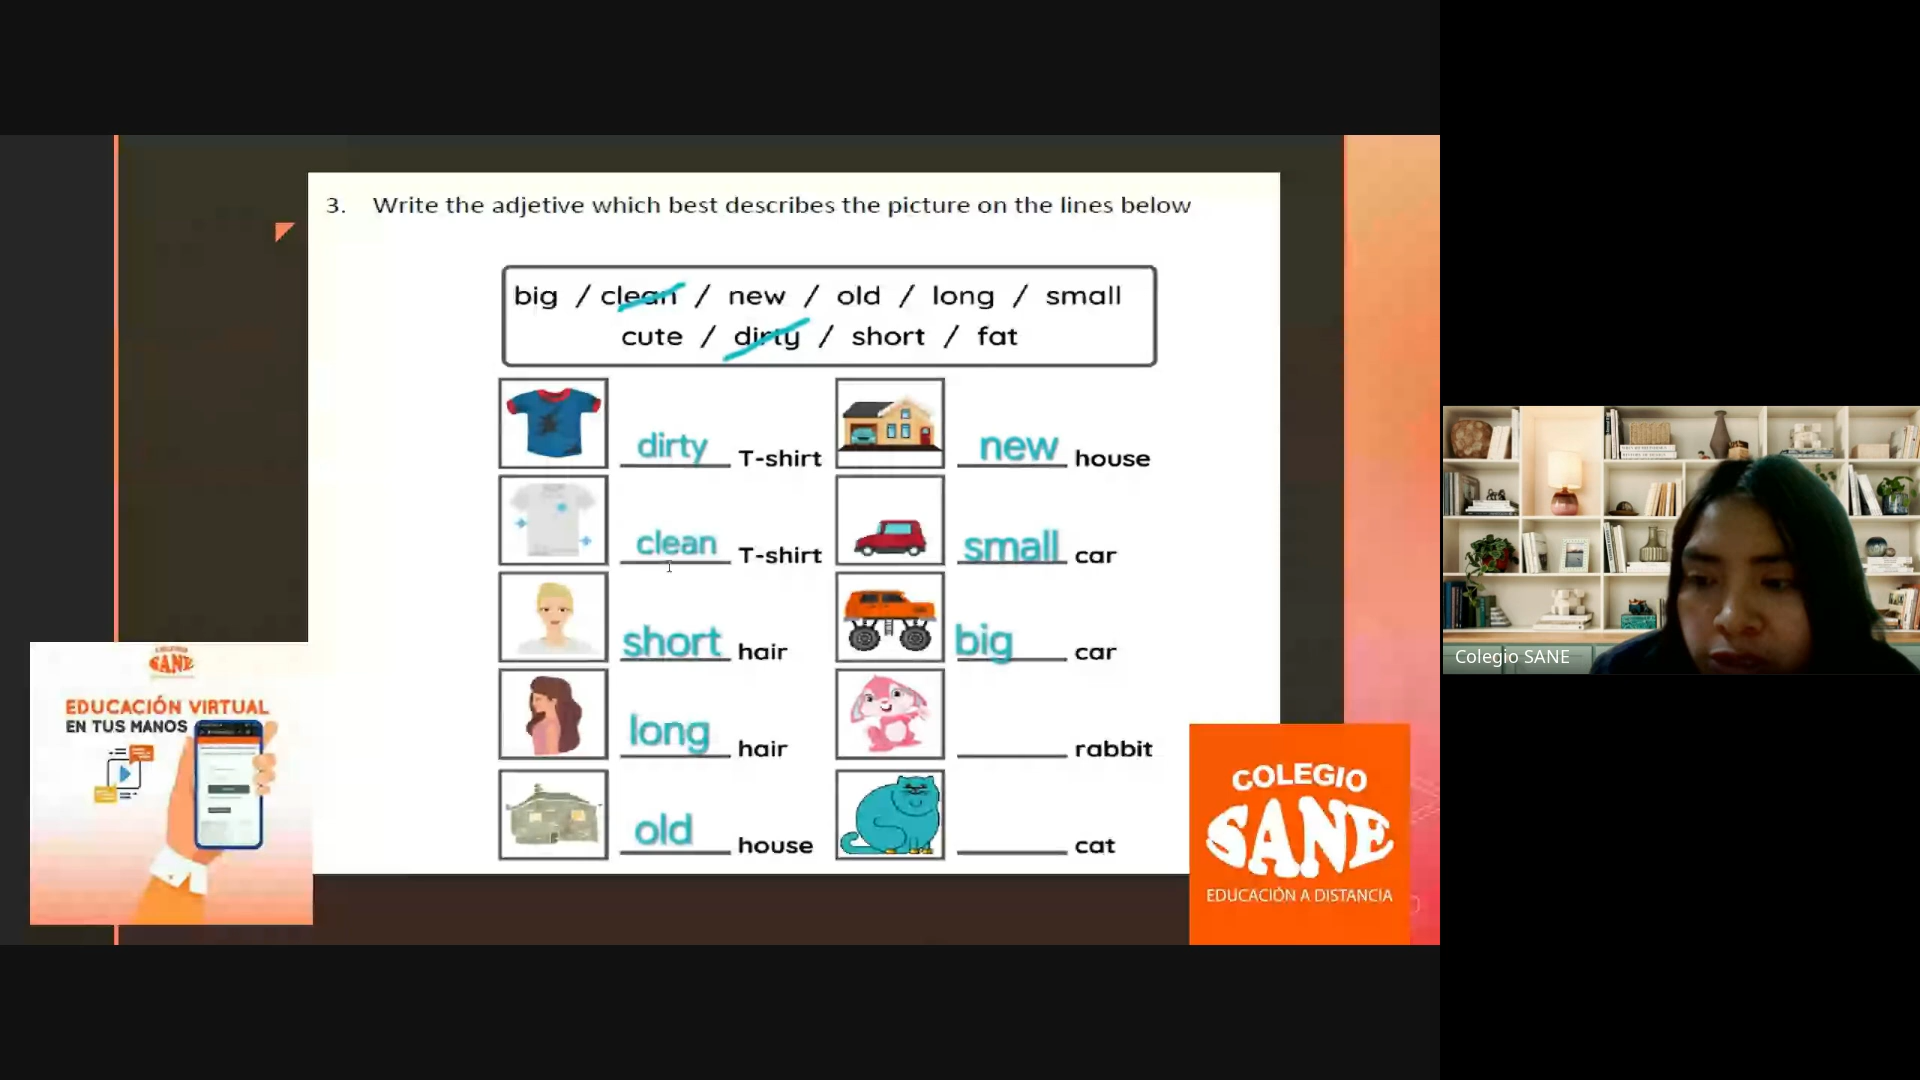 3. Write the adjetive which best describes the picture on the lines below
big / clean / new / old / long / small
cute / dirty / short / fat
dirty T-shirt
new house
clean T-shirt
small car
short hair
big car
long hair
rabbit
old house
cat
SANE
EDUCACIÓN VIRTUAL
EN TUS MANOS
COLEGIO
SANE
EDUCACIÓN A DISTANCIA
Colegio SANE